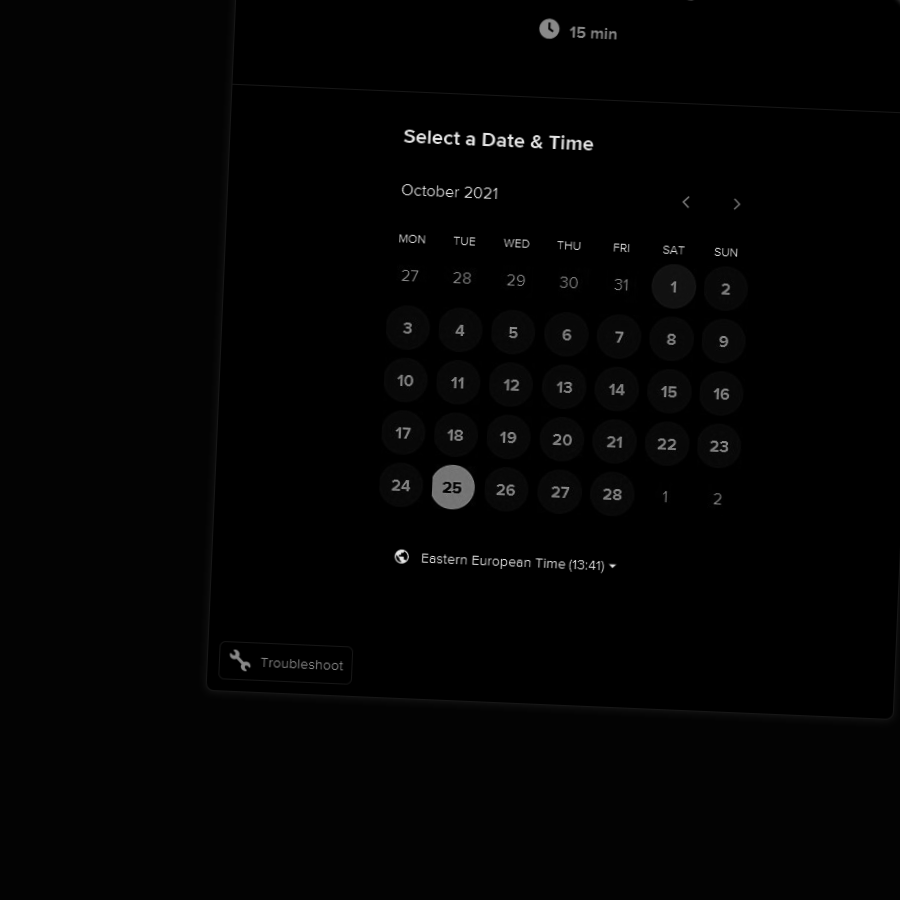 15 min
Select a Date & Time
October 2021
MON TUE WED THU FRI SAT SUN
27 28 29 30 31 1 2
3 4 5 6 7 8 9
10 11 12 13 14 15 16
17 18 19 20 21 22 23
24 25 26 27 28 1 2
Eastern European Time (13:41)
Troubleshoot